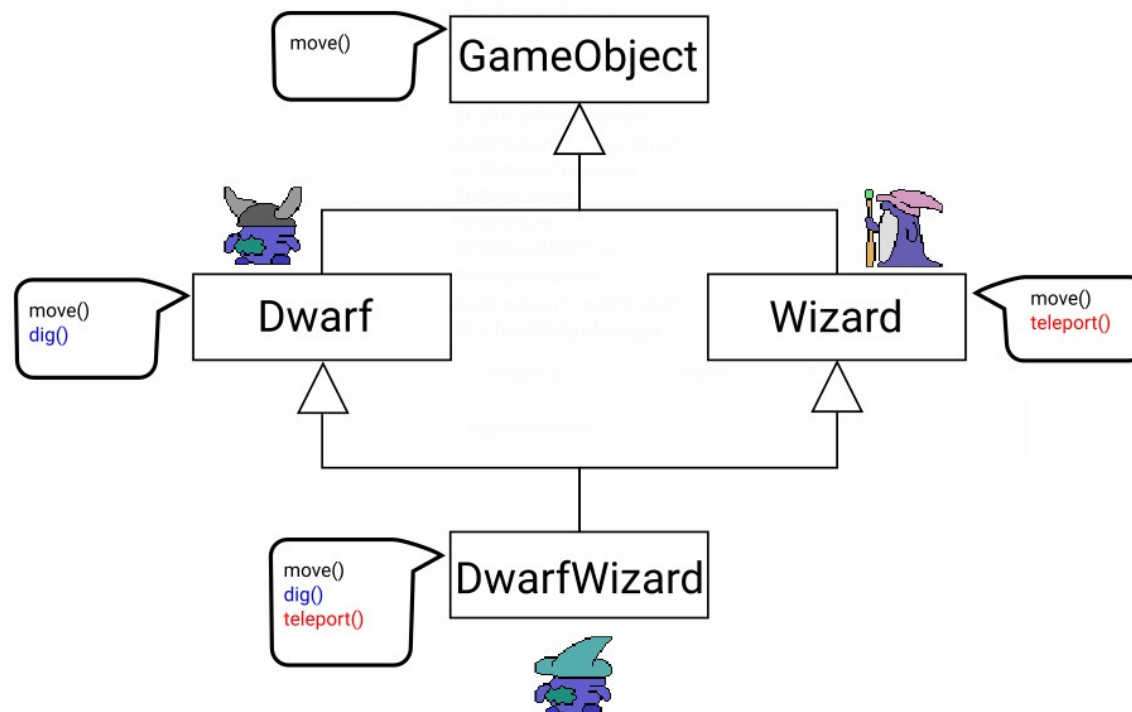 move()
GameObject
Dwarf
Wizard
move()
dig()
move()
teleport()
move()
dig()
teleport()
DwarfWizard